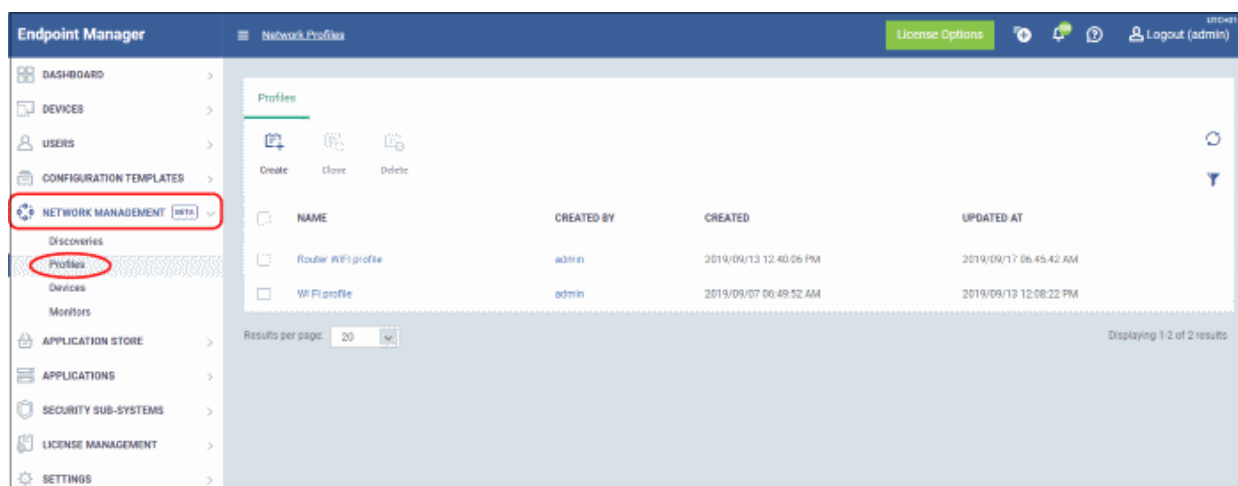 Endpoint Manager
Network Profiles
License Options
UTC+01
Logout (admin)
DASHBOARD
DEVICES
USERS
CONFIGURATION TEMPLATES
NETWORK MANAGEMENT BETA
Discoveries
Profiles
Devices
Monitors
APPLICATION STORE
APPLICATIONS
SECURITY SUB-SYSTEMS
LICENSE MANAGEMENT
SETTINGS
Profiles
Create Clone Delete
NAME CREATED BY CREATED UPDATED AT
Router WiFi profile admin 2019/09/13 12:40:06 PM 2019/09/17 06:45:42 AM
Wi Fi profile admin 2019/09/07 06:49:52 AM 2019/09/13 12:08:22 PM
Results per page: 20
Displaying 1-2 of 2 results